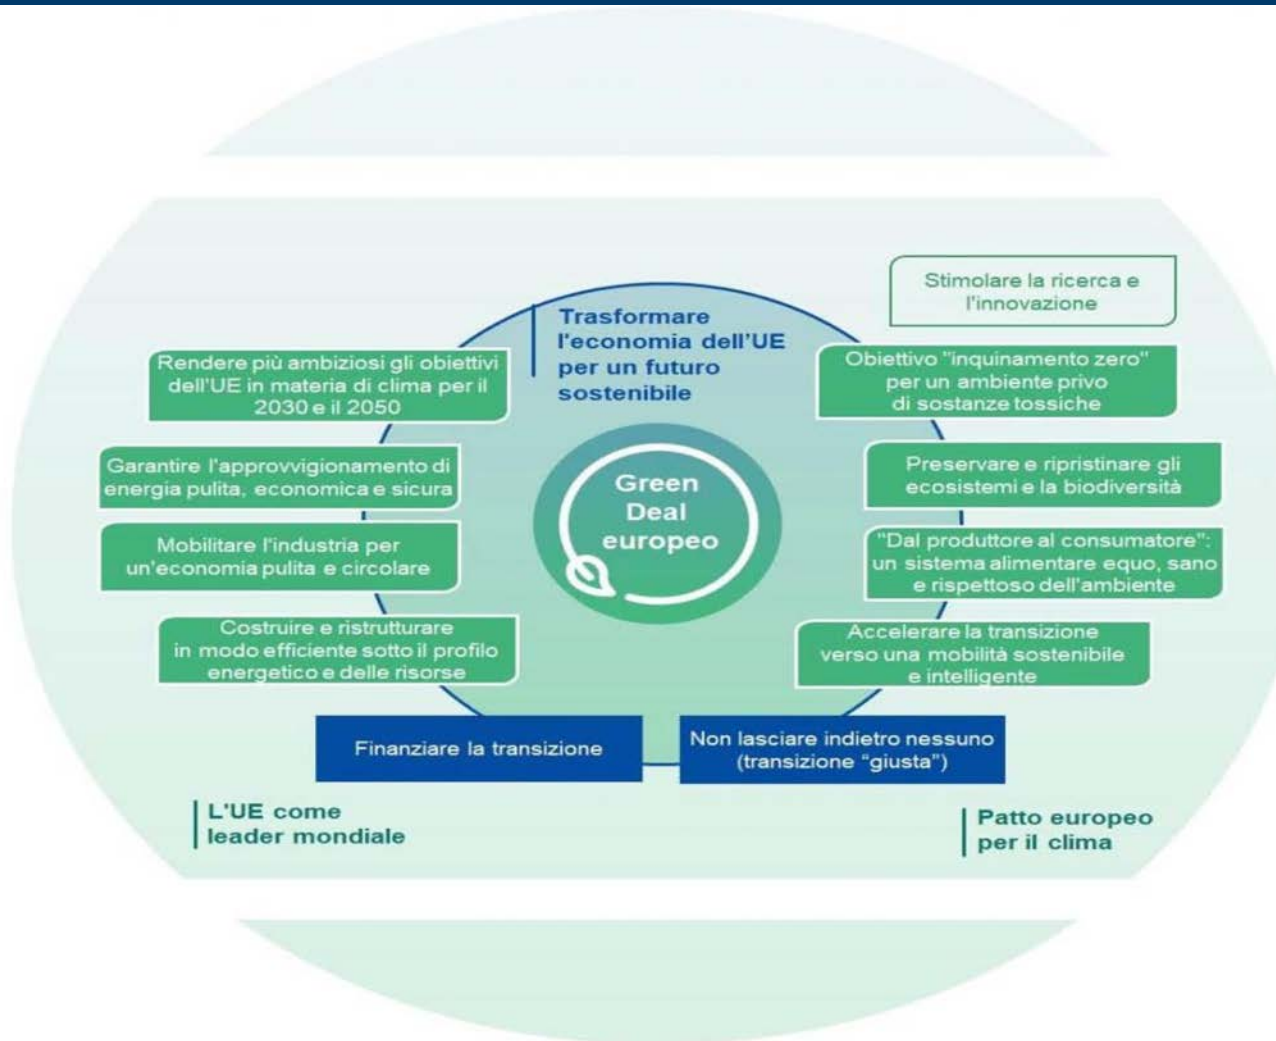 Stimolare la ricerca e
l'innovazione
Trasformare
l'economia dell'UE
per un futuro
sostenibile
Rendere più ambiziosi gli obiettivi
dell'UE in materia di clima per il
2030 e il 2050
Obiettivo "inquinamento zero"
per un ambiente privo
di sostanze tossiche
Garantire l'approvvigionamento di
energia pulita, economica e sicura
Green
Deal
europeo
Preservare e ripristinare gli
ecosistemi e la biodiversità
Mobilitare l'industria per
un'economia pulita e circolare
"Dal produttore al consumatore":
un sistema alimentare equo, sano
e rispettoso dell'ambiente
Costruire e ristrutturare
in modo efficiente sotto il profilo
energetico e delle risorse
Accelerare la transizione
verso una mobilità sostenibile
e intelligente
Finanziare la transizione
Non lasciare indietro nessuno
(transizione “giusta”)
L'UE come
leader mondiale
Patto europeo
per il clima